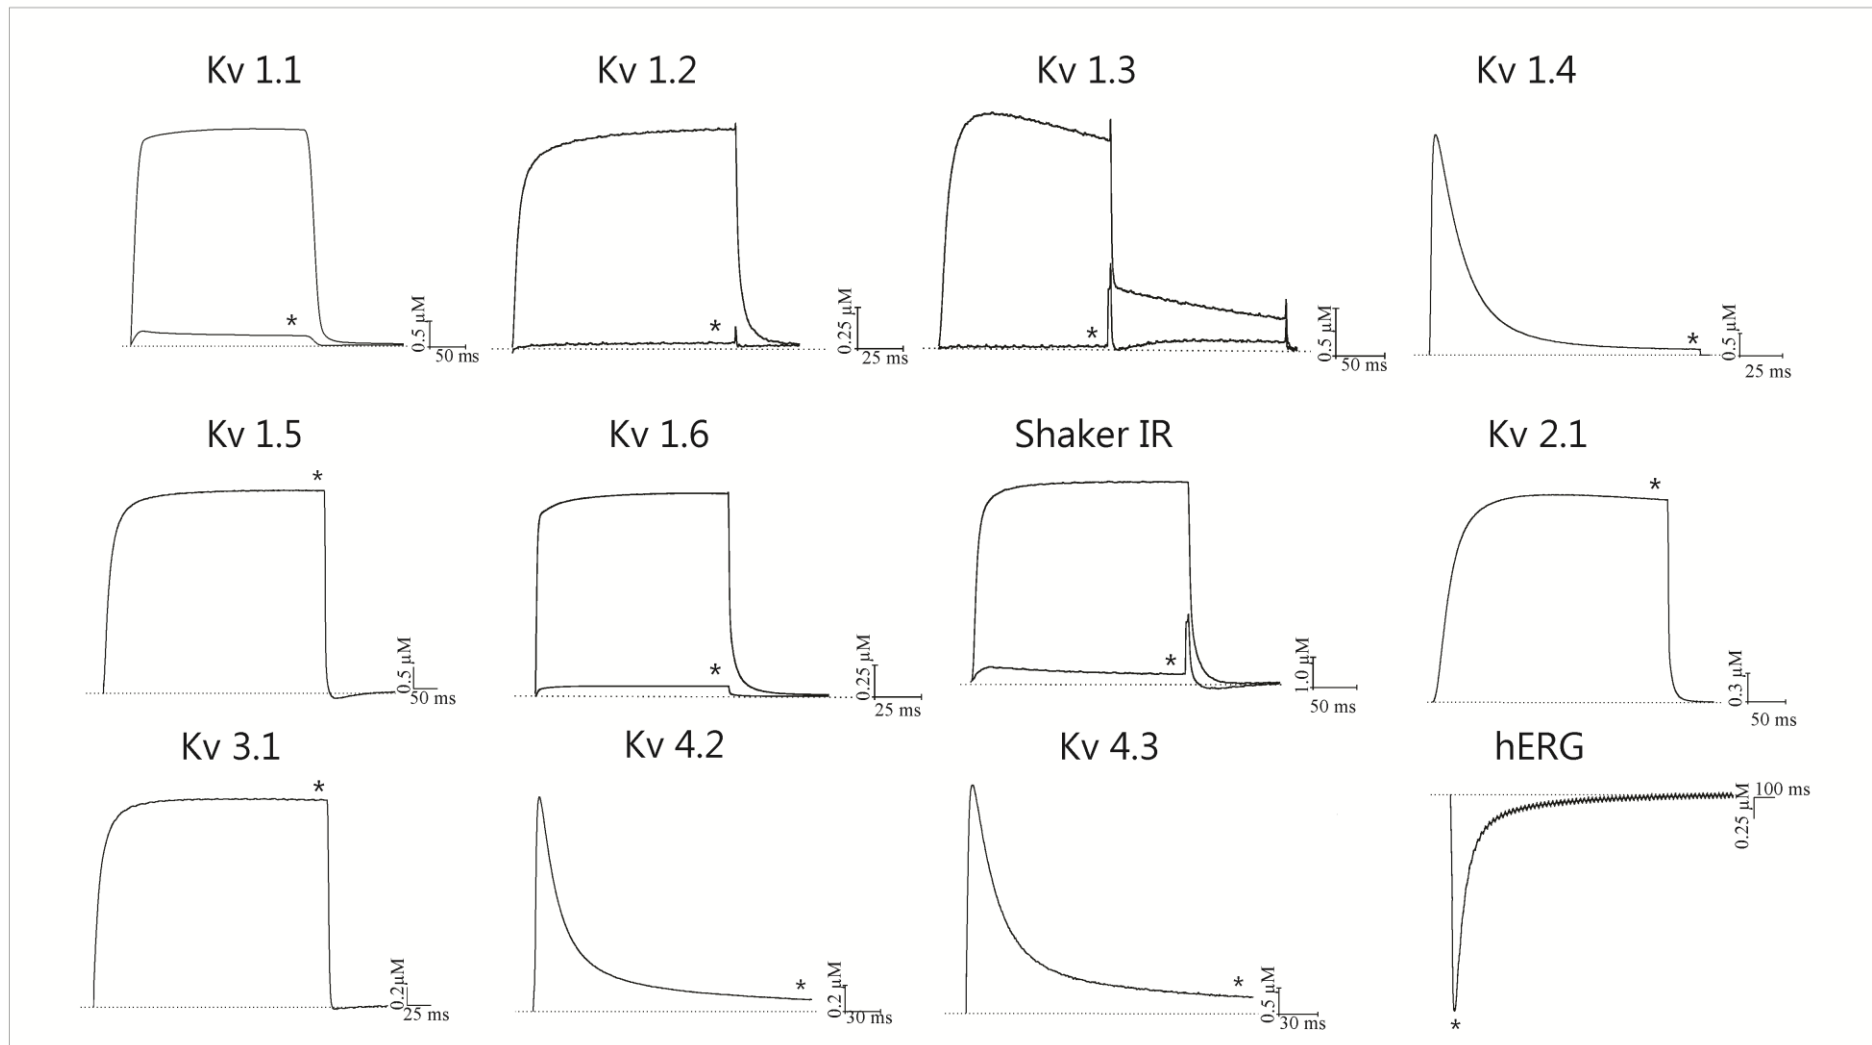 Kv 1.1
Kv 1.2
Kv 1.3
Kv 1.4
*
0.5 µM
50 ms
*
0.25 µM
25 ms
*
0.5 µM
50 ms
*
0.5 µM
25 ms
Kv 1.5
Kv 1.6
Shaker IR
Kv 2.1
*
0.5 µM
50 ms
*
0.25 µM
25 ms
*
1.0 µM
50 ms
*
0.3 µM
50 ms
Kv 3.1
Kv 4.2
Kv 4.3
hERG
*
0.2µM
25 ms
*
0.2 µM
30 ms
*
0.5 µM
30 ms
0.25 µM
100 ms
*